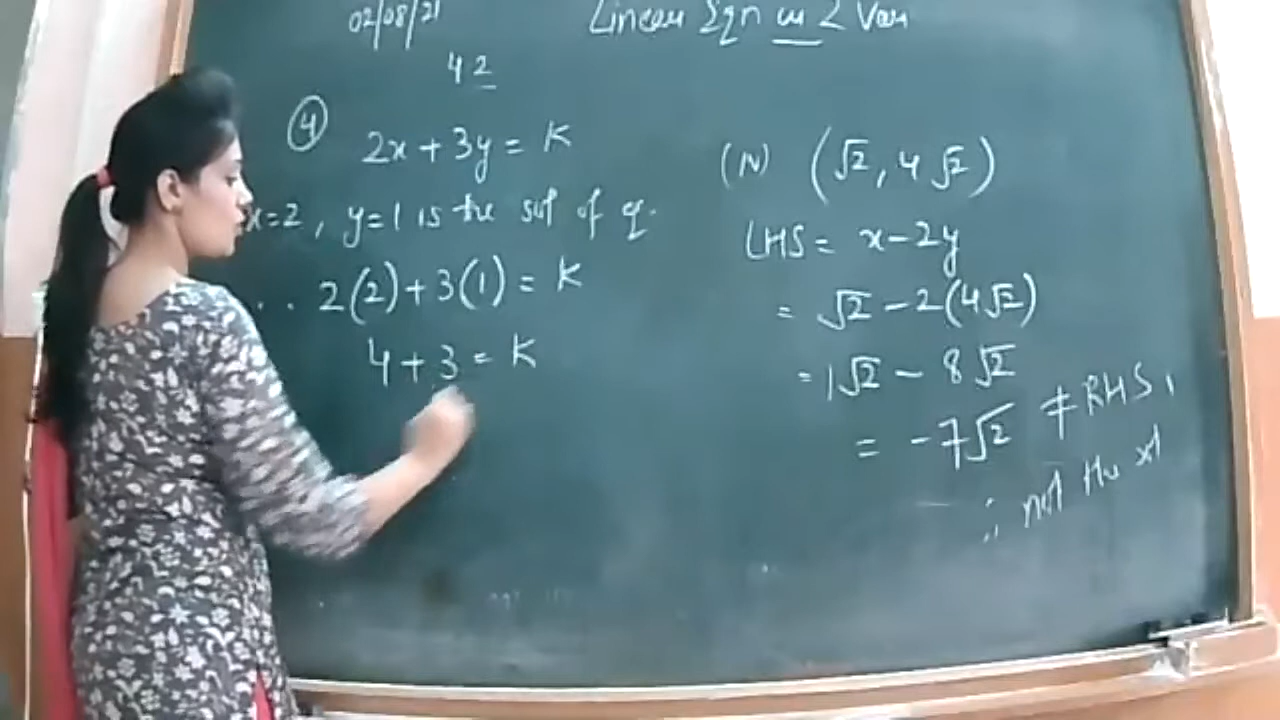 02/08/21
Linear Eqn in 2 Var
42
4
2x + 3y = K
x=2, y=1 is the sol of eq.
.. 2(2)+3(1) = K
4+3 = K
(iv) (√2, 4√2)
LHS = x-2y
= √2 - 2(4√2)
= 1√2 - 8√2
= -7√2 ≠ RHS,
∴ not the sol